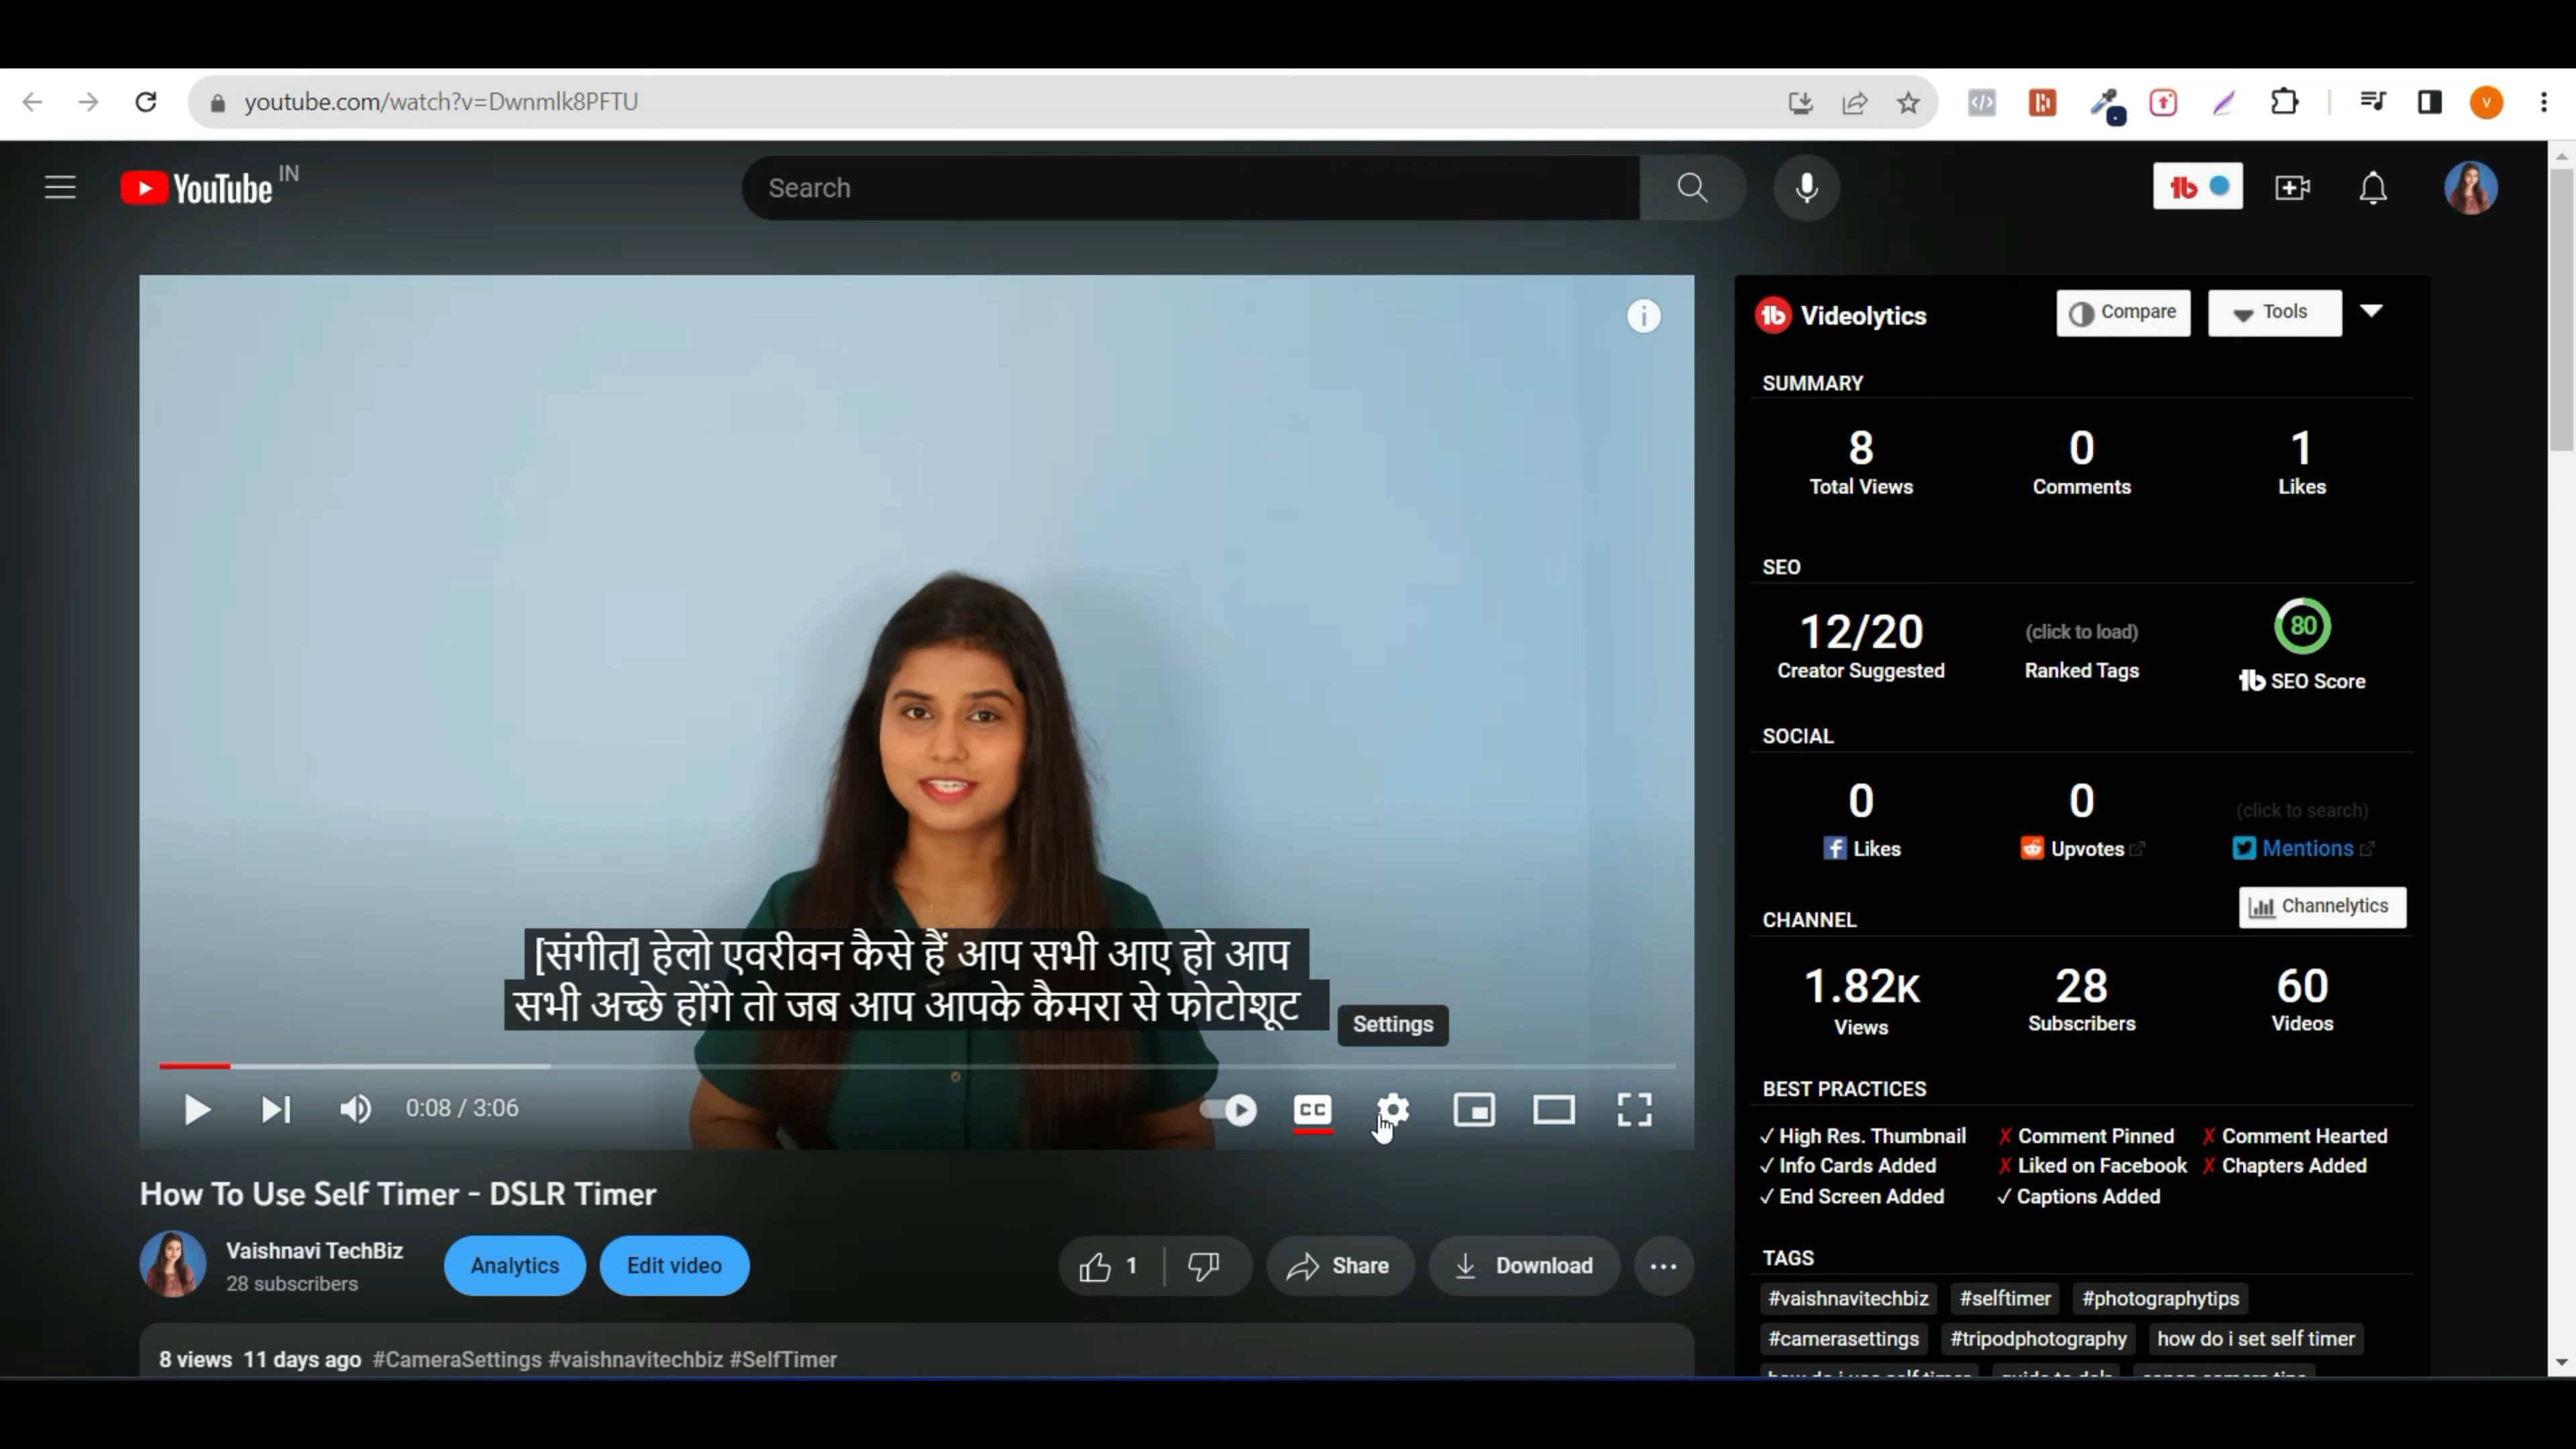 youtube.com/watch?v=Dwnmlk8PFTU
V
YouTube IN
Search
Videolytics
Compare
Tools
SUMMARY
8 0 1
Total Views Comments Likes
SEO
12/20 (click to load) 80
Creator Suggested Ranked Tags SEO Score
SOCIAL
0 0 (click to search)
Likes Upvotes Mentions
CHANNEL
Channelytics
1.82K 28 60
Views Subscribers Videos
BEST PRACTICES
✓ High Res. Thumbnail ✗ Comment Pinned ✗ Comment Hearted
✓ Info Cards Added ✗ Liked on Facebook ✗ Chapters Added
✓ End Screen Added ✓ Captions Added
TAGS
#vaishnavitechbiz #selftimer #photographytips
#camerasettings #tripodphotography how do i set self timer
[संगीत] हेलो एवरीवन कैसे हैं आप सभी आए हो आप
सभी अच्छे होंगे तो जब आप आपके कैमरा से फोटोशूट
Settings
0:08 / 3:06
CC
How To Use Self Timer - DSLR Timer
Vaishnavi TechBiz
28 subscribers
Analytics
Edit video
1
Share
Download
8 views 11 days ago #CameraSettings #vaishnavitechbiz #SelfTimer